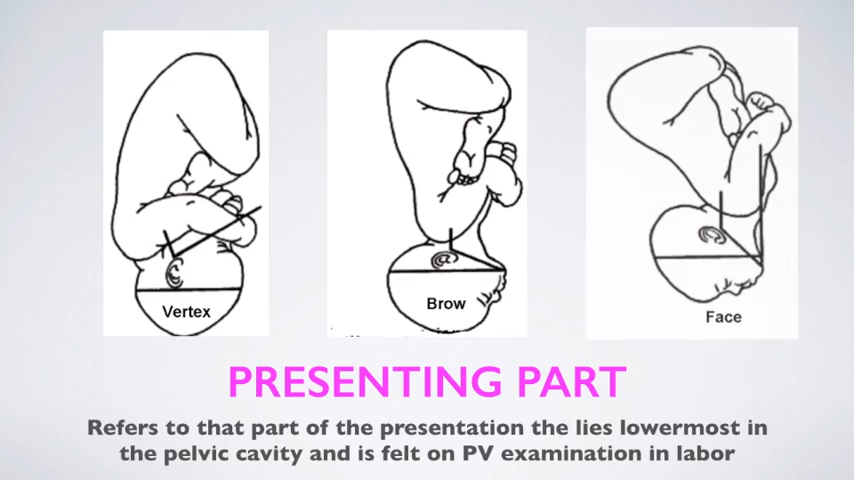 Vertex
Brow
Face
PRESENTING PART
Refers to that part of the presentation the lies lowermost in
the pelvic cavity and is felt on PV examination in labor